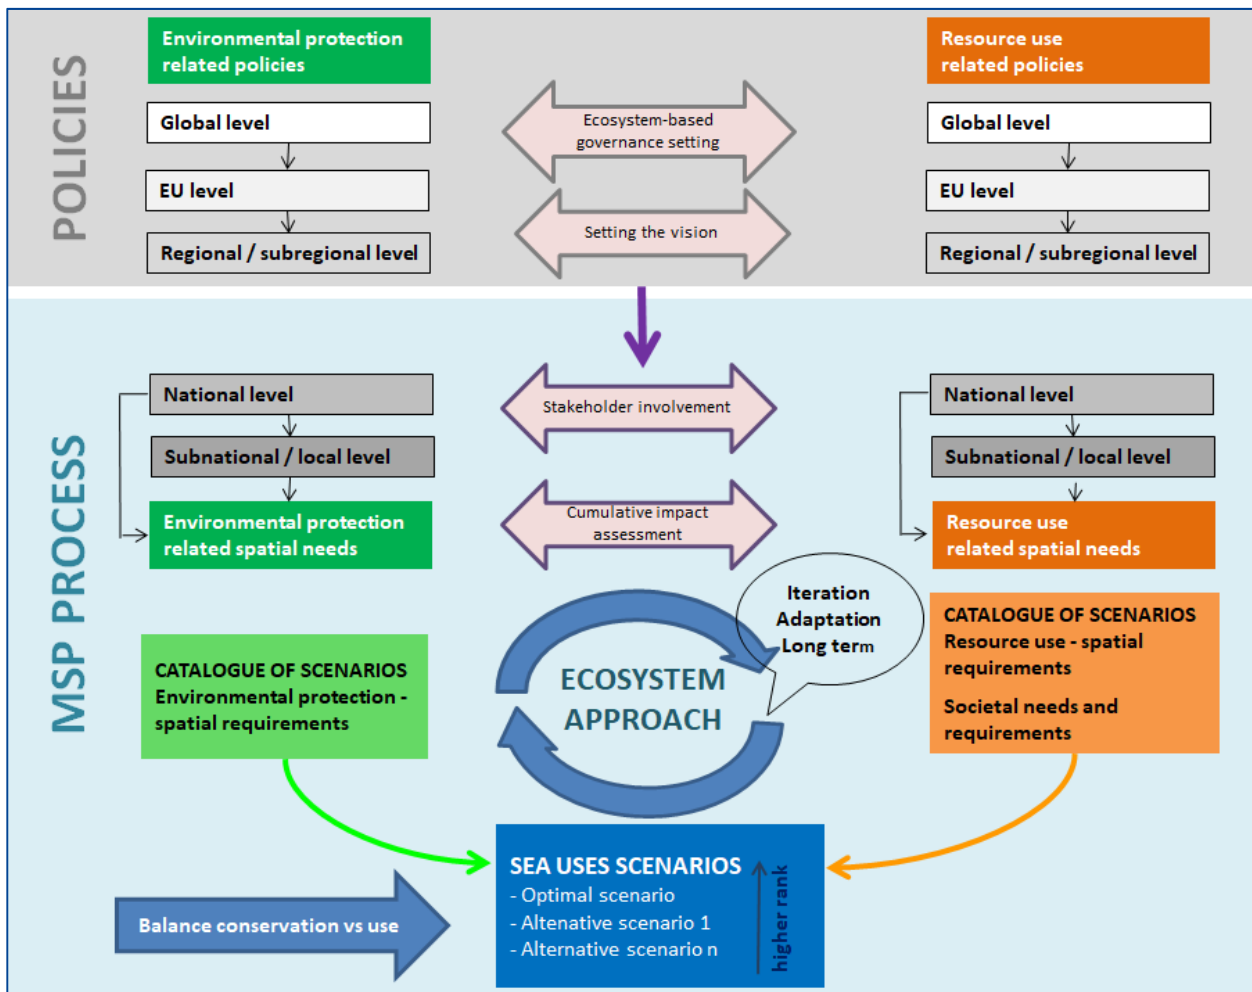 POLICIES
Environmental protection
related policies
Global level
EU level
Regional / subregional level
Ecosystem-based
governance setting
Setting the vision
Resource use
related policies
Global level
EU level
Regional / subregional level
MSP PROCESS
National level
Subnational / local level
Environmental protection
related spatial needs
Stakeholder involvement
Cumulative impact
assessment
National level
Subnational / local level
Resource use
related spatial needs
CATALOGUE OF SCENARIOS
Environmental protection -
spatial requirements
ECOSYSTEM
APPROACH
Iteration
Adaptation
Long term
CATALOGUE OF SCENARIOS
Resource use - spatial
requirements
Societal needs and
requirements
Balance conservation vs use
SEA USES SCENARIOS
- Optimal scenario
- Altenative scenario 1
- Alternative scenario n
higher rank